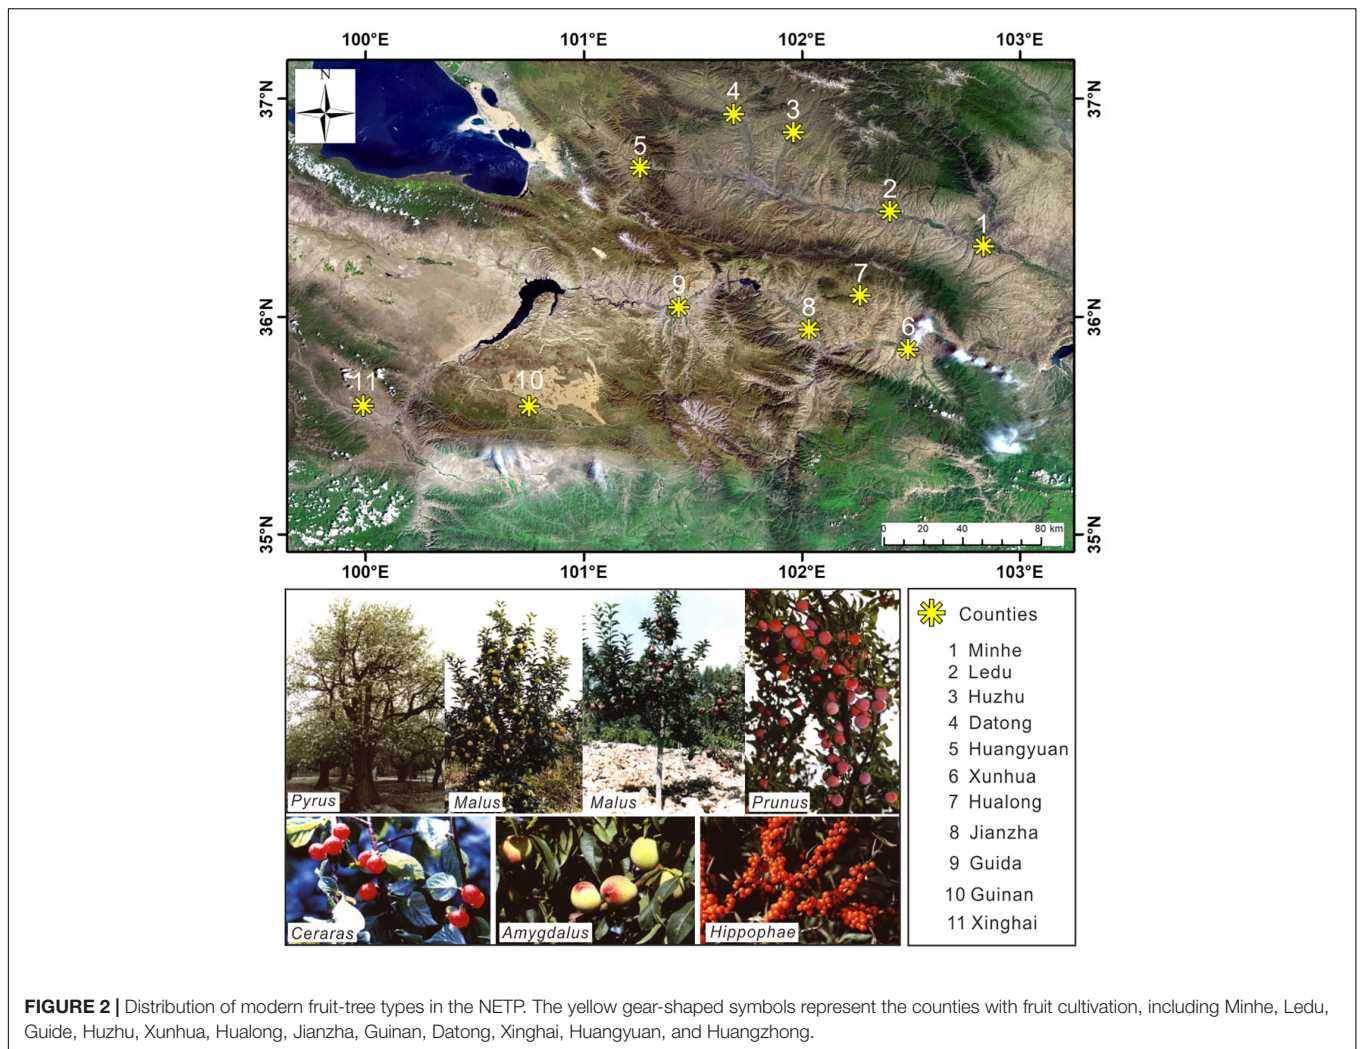 100°E 101°E 102°E 103°E
N
37°N 37°N
4
3
5
2
1
7
9
8
36°N 36°N
6
11
10
0 20 40 80 km
35°N 35°N
100°E 101°E 102°E 103°E
Pyrus Malus Malus Prunus
Ceraras Amygdalus Hippophae
Counties
1 Minhe
2 Ledu
3 Huzhu
4 Datong
5 Huangyuan
6 Xunhua
7 Hualong
8 Jianzha
9 Guida
10 Guinan
11 Xinghai
FIGURE 2 | Distribution of modern fruit-tree types in the NETP. The yellow gear-shaped symbols represent the counties with fruit cultivation, including Minhe, Ledu,
Guide, Huzhu, Xunhua, Hualong, Jianzha, Guinan, Datong, Xinghai, Huangyuan, and Huangzhong.